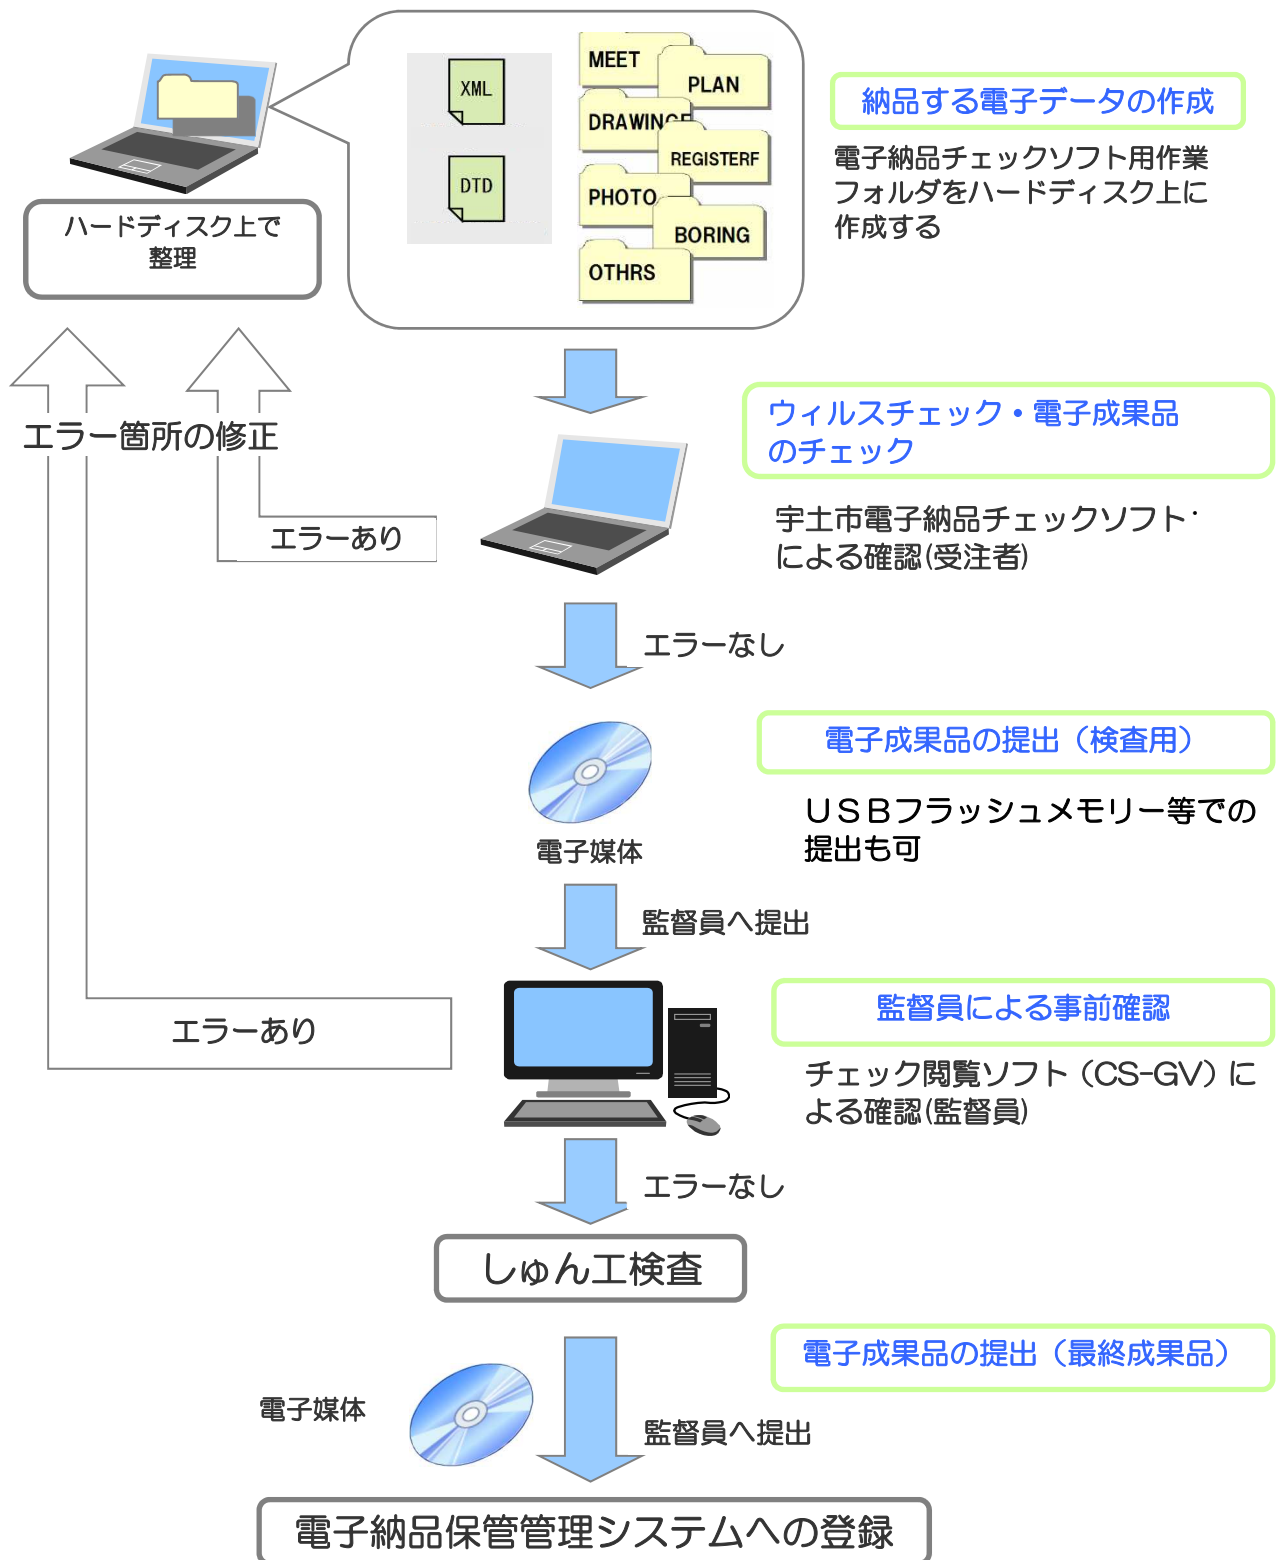 XML
DTD
MEET
PLAN
DRAWINGF
REGISTERF
PHOTO
BORING
OTHRS
ハードディスク上で
整理
納品する電子データの作成
電子納品チェックソフト用作業
フォルダをハードディスク上に
作成する
エラー箇所の修正
エラーあり
ウィルスチェック・電子成果品
のチェック
宇土市電子納品チェックソフト・
による確認(受注者)
エラーなし
電子媒体
電子成果品の提出（検査用）
ＵＳＢフラッシュメモリー等での
提出も可
監督員へ提出
エラーあり
監督員による事前確認
チェック閲覧ソフト（CS-GV）に
よる確認(監督員)
エラーなし
しゅん工検査
電子成果品の提出（最終成果品）
電子媒体
監督員へ提出
電子納品保管管理システムへの登録